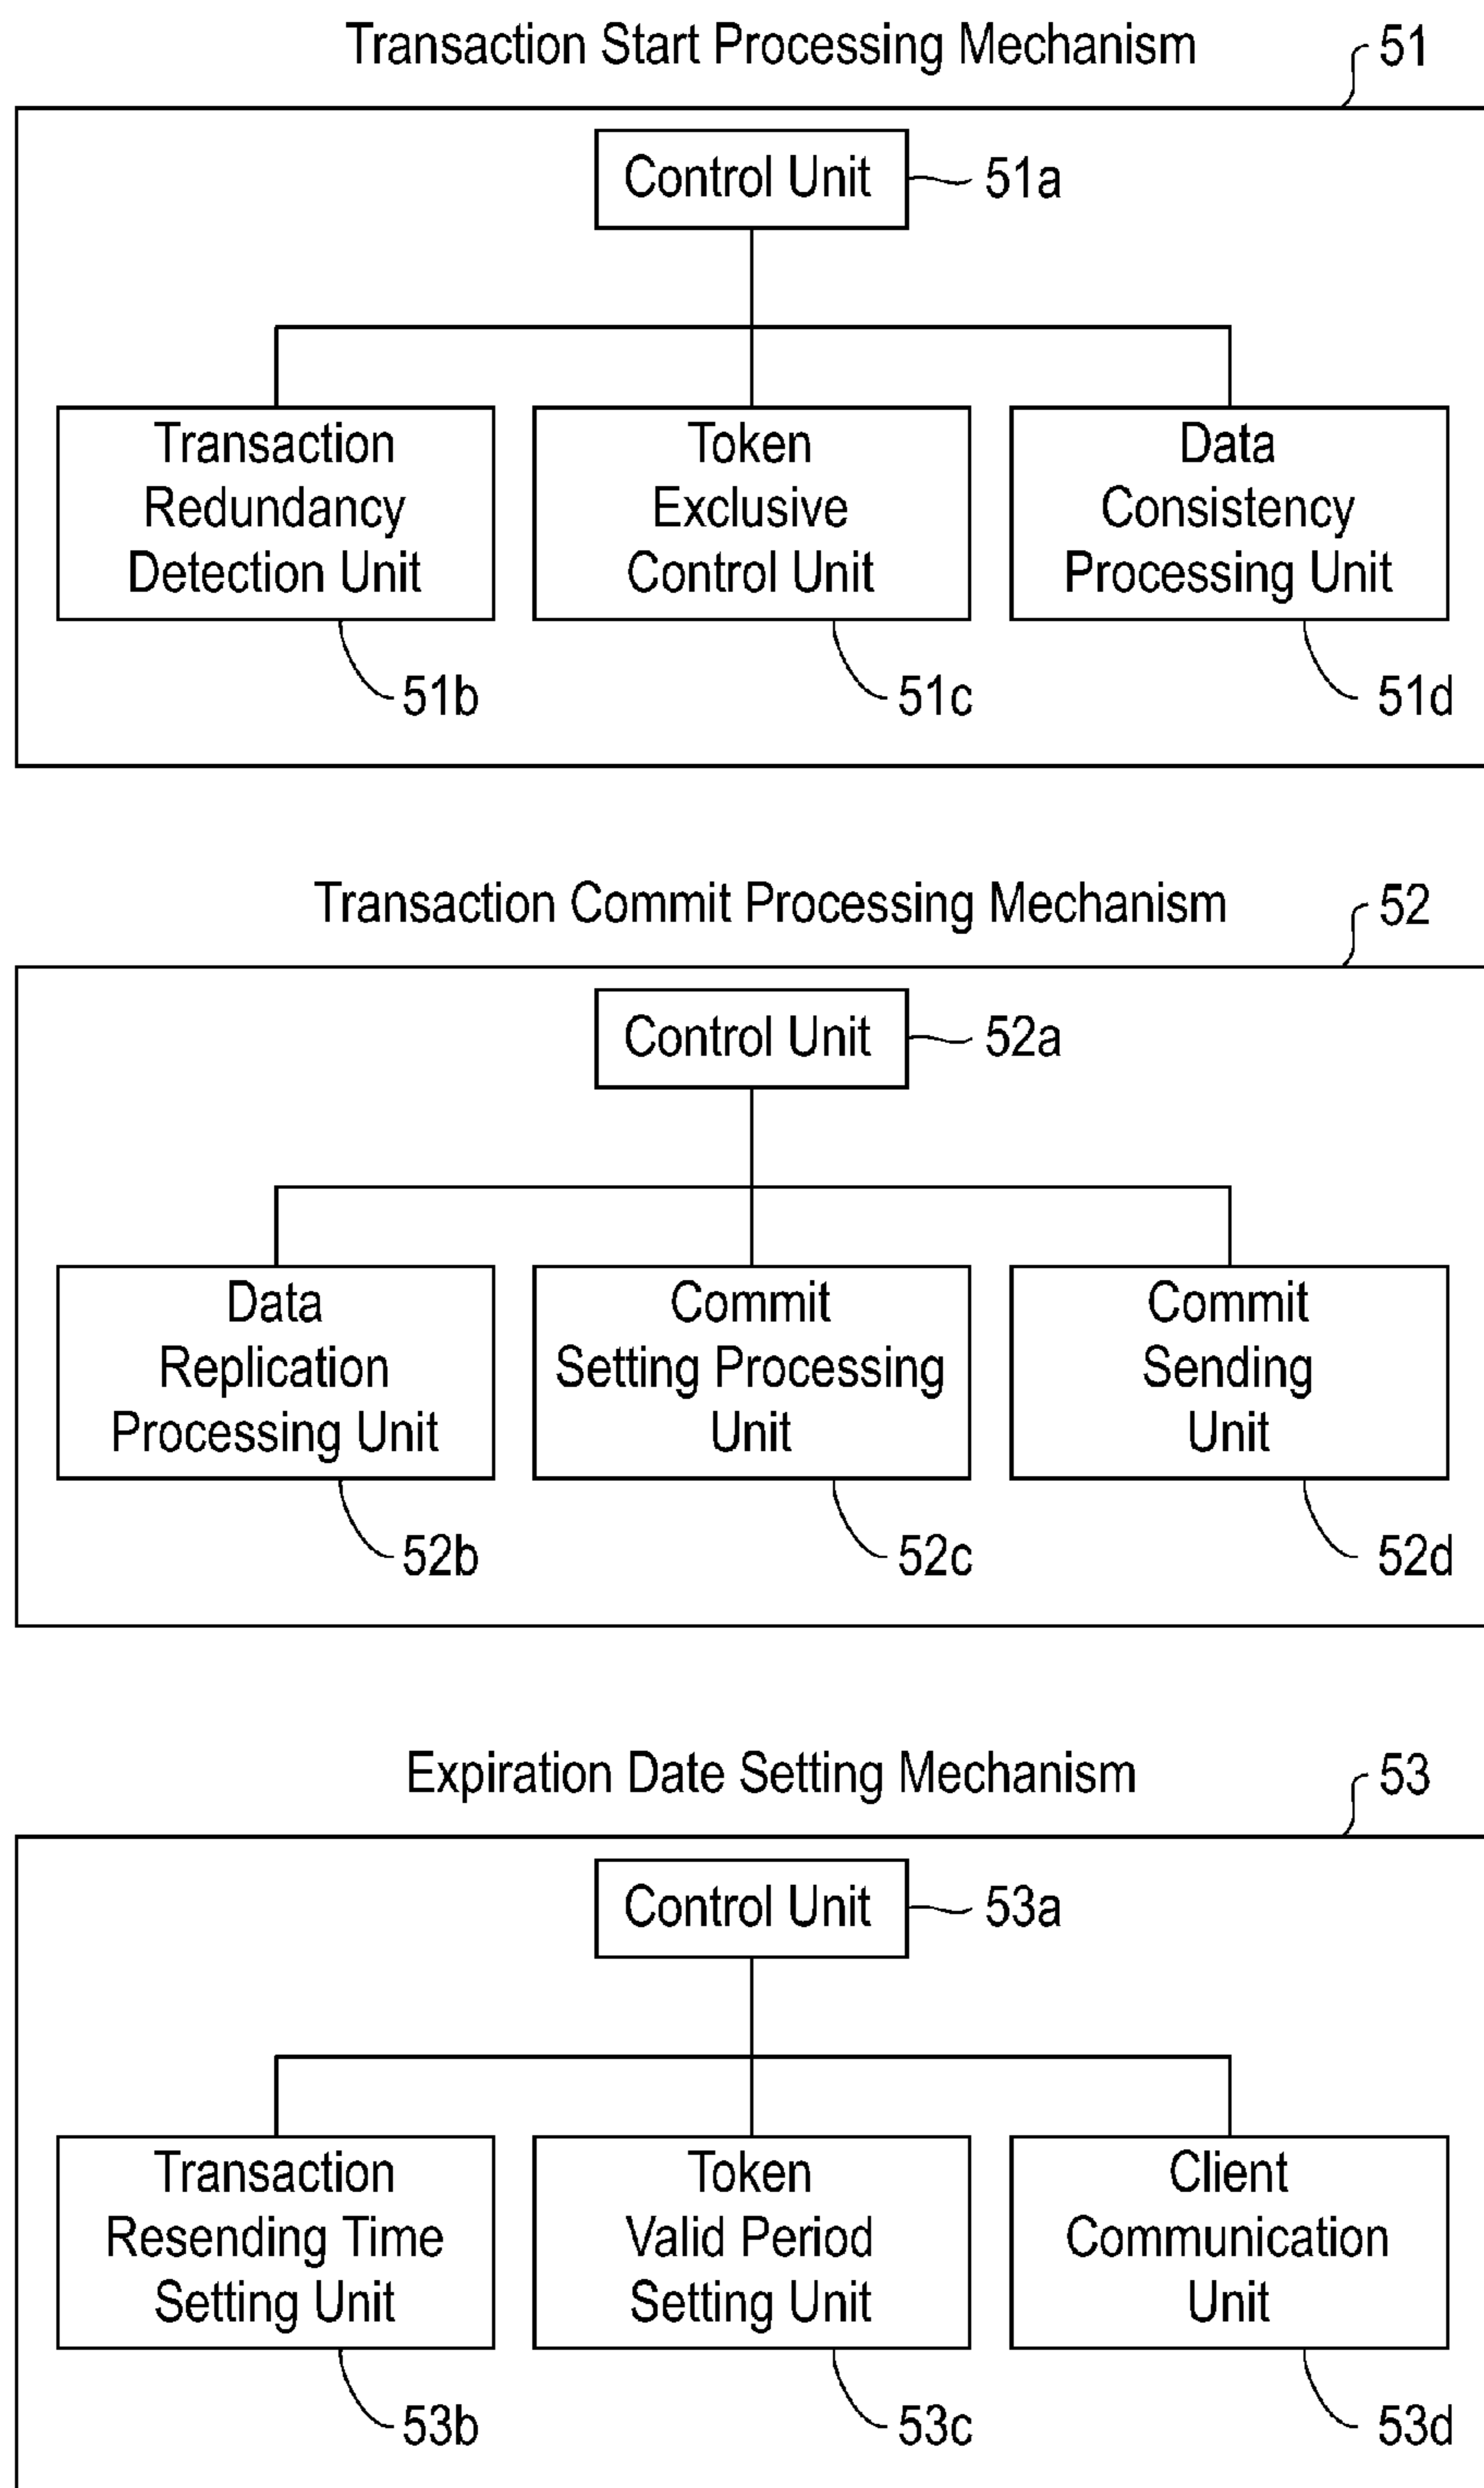 Transaction Start Processing Mechanism
51
Control Unit
51a
Transaction
Redundancy
Detection Unit
51b
Token
Exclusive
Control Unit
51c
Data
Consistency
Processing Unit
51d
Transaction Commit Processing Mechanism
52
Control Unit
52a
Data
Replication
Processing Unit
52b
Commit
Setting Processing
Unit
52c
Commit
Sending
Unit
52d
Expiration Date Setting Mechanism
53
Control Unit
53a
Transaction
Resending Time
Setting Unit
53b
Token
Valid Period
Setting Unit
53c
Client
Communication
Unit
53d